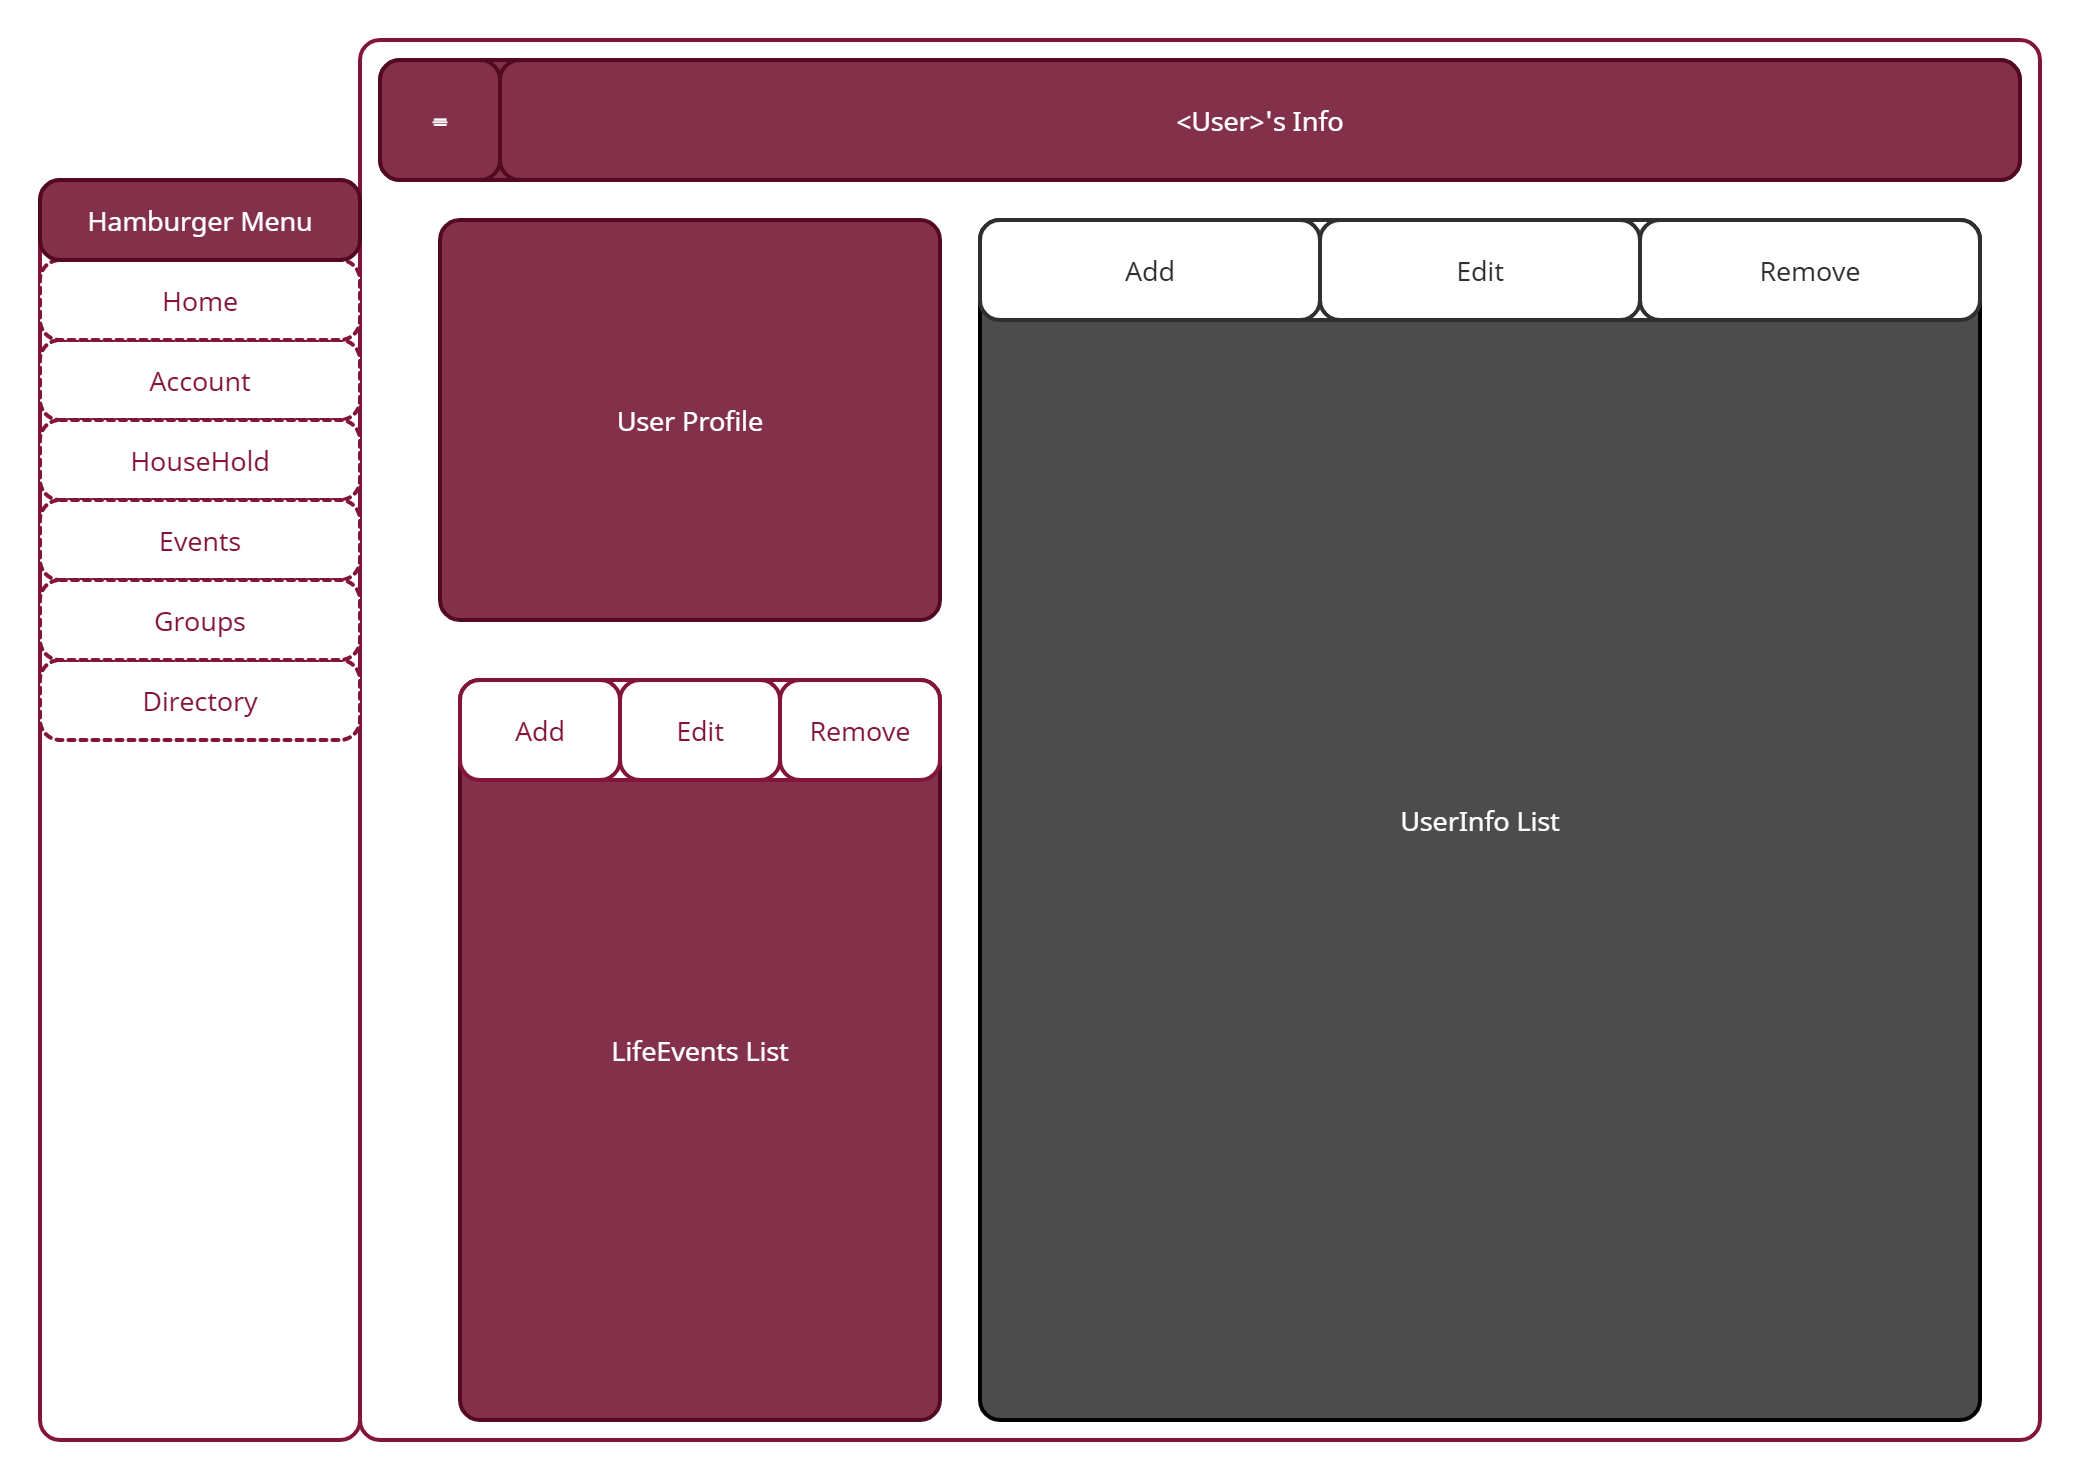 ≡
<User>'s Info
Hamburger Menu
Home
Account
HouseHold
Events
Groups
Directory
User Profile
Add
Edit
Remove
LifeEvents List
Add
Edit
Remove
UserInfo List